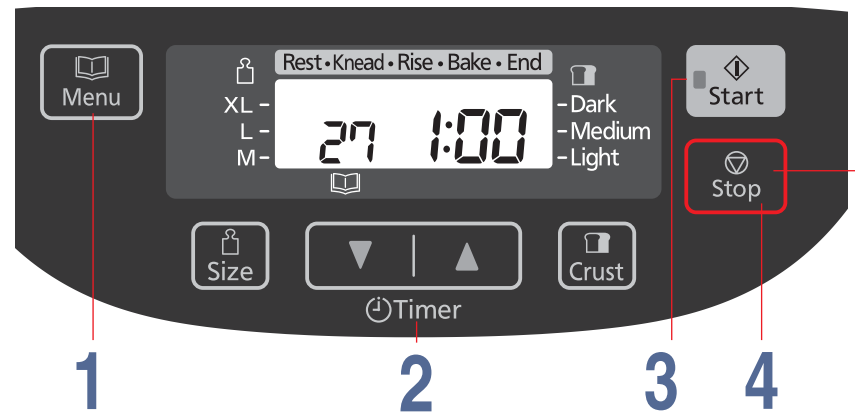 Menu
Rest • Knead • Rise • Bake • End
XL –
L –
M –
27 1:00
– Dark
– Medium
– Light
Start
Stop
Size
Timer
Crust
1
2
3
4